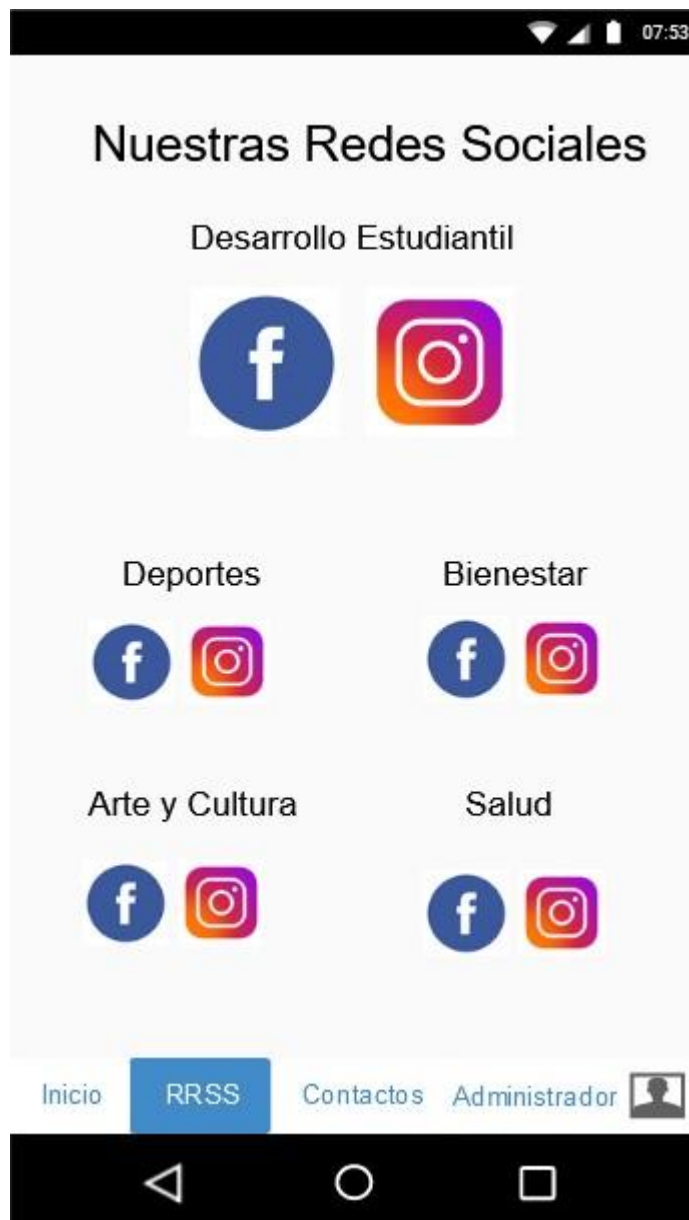 07:53
Nuestras Redes Sociales
Desarrollo Estudiantil
Deportes
Bienestar
Arte y Cultura
Salud
Inicio RRSS Contactos Administrador